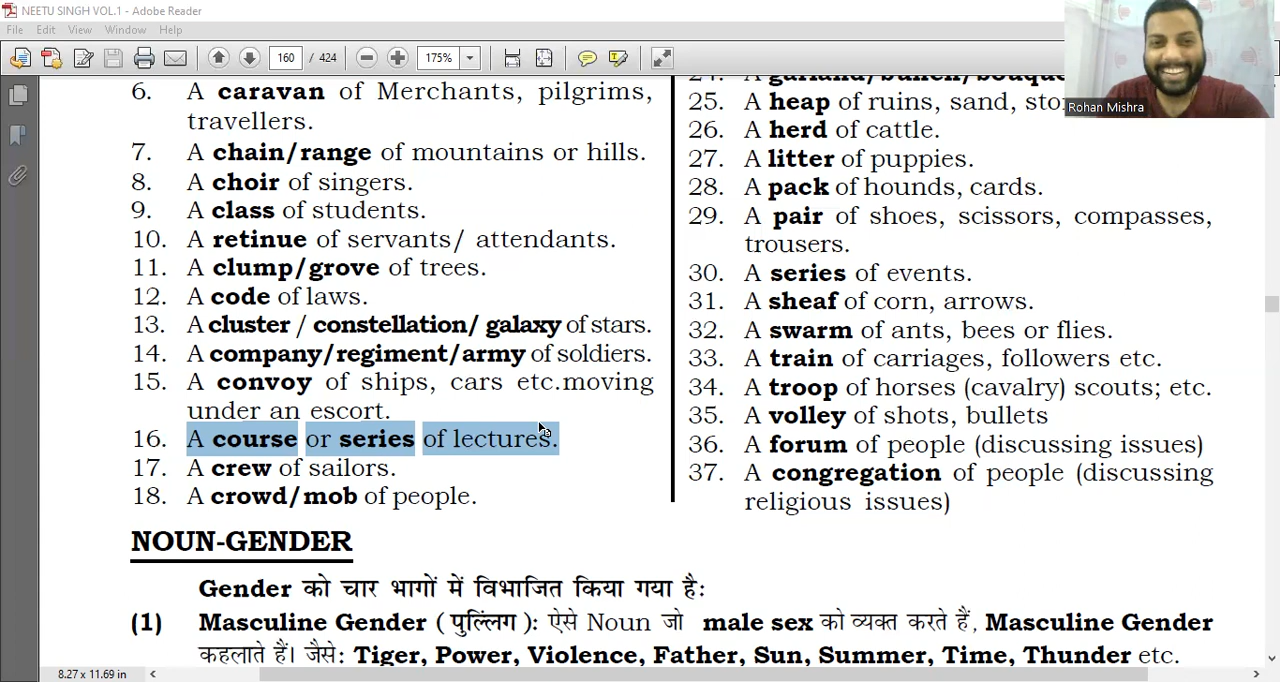 NEETU SINGH VOL.1 - Adobe Reader
File Edit View Window Help
160 / 424 175%
Rohan Mishra
6. A caravan of Merchants, pilgrims,
travellers.
7. A chain/range of mountains or hills.
8. A choir of singers.
9. A class of students.
10. A retinue of servants/ attendants.
11. A clump/grove of trees.
12. A code of laws.
13. A cluster / constellation/ galaxy of stars.
14. A company/regiment/army of soldiers.
15. A convoy of ships, cars etc.moving
under an escort.
16. A course or series of lectures.
17. A crew of sailors.
18. A crowd/mob of people.
25. A heap of ruins, sand,
26. A herd of cattle.
27. A litter of puppies.
28. A pack of hounds, cards.
29. A pair of shoes, scissors, compasses,
trousers.
30. A series of events.
31. A sheaf of corn, arrows.
32. A swarm of ants, bees or flies.
33. A train of carriages, followers etc.
34. A troop of horses (cavalry) scouts; etc.
35. A volley of shots, bullets
36. A forum of people (discussing issues)
37. A congregation of people (discussing
religious issues)
NOUN-GENDER
Gender को चार भागों में विभाजित किया गया है:
(1) Masculine Gender ( पुल्लिंग ): ऐसे Noun जो male sex को व्यक्त करते हैं, Masculine Gender
कहलाते हैं। जैसे: Tiger, Power, Violence, Father, Sun, Summer, Time, Thunder etc.
8.27 x 11.69 in